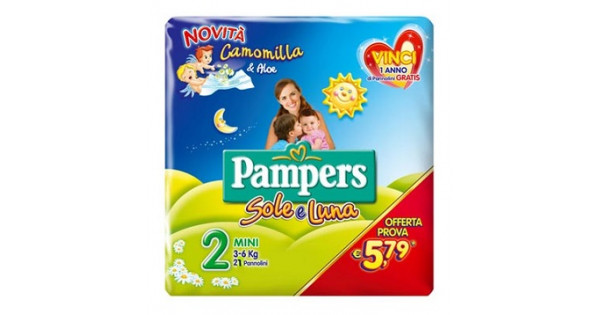 NOVITÀ
Camomilla
& Aloe
VINCI
1 ANNO
di Pannolini GRATIS
Pampers
Sole e Luna
2 MINI
3-6 Kg
21 Pannolini
OFFERTA
PROVA
€5,79*